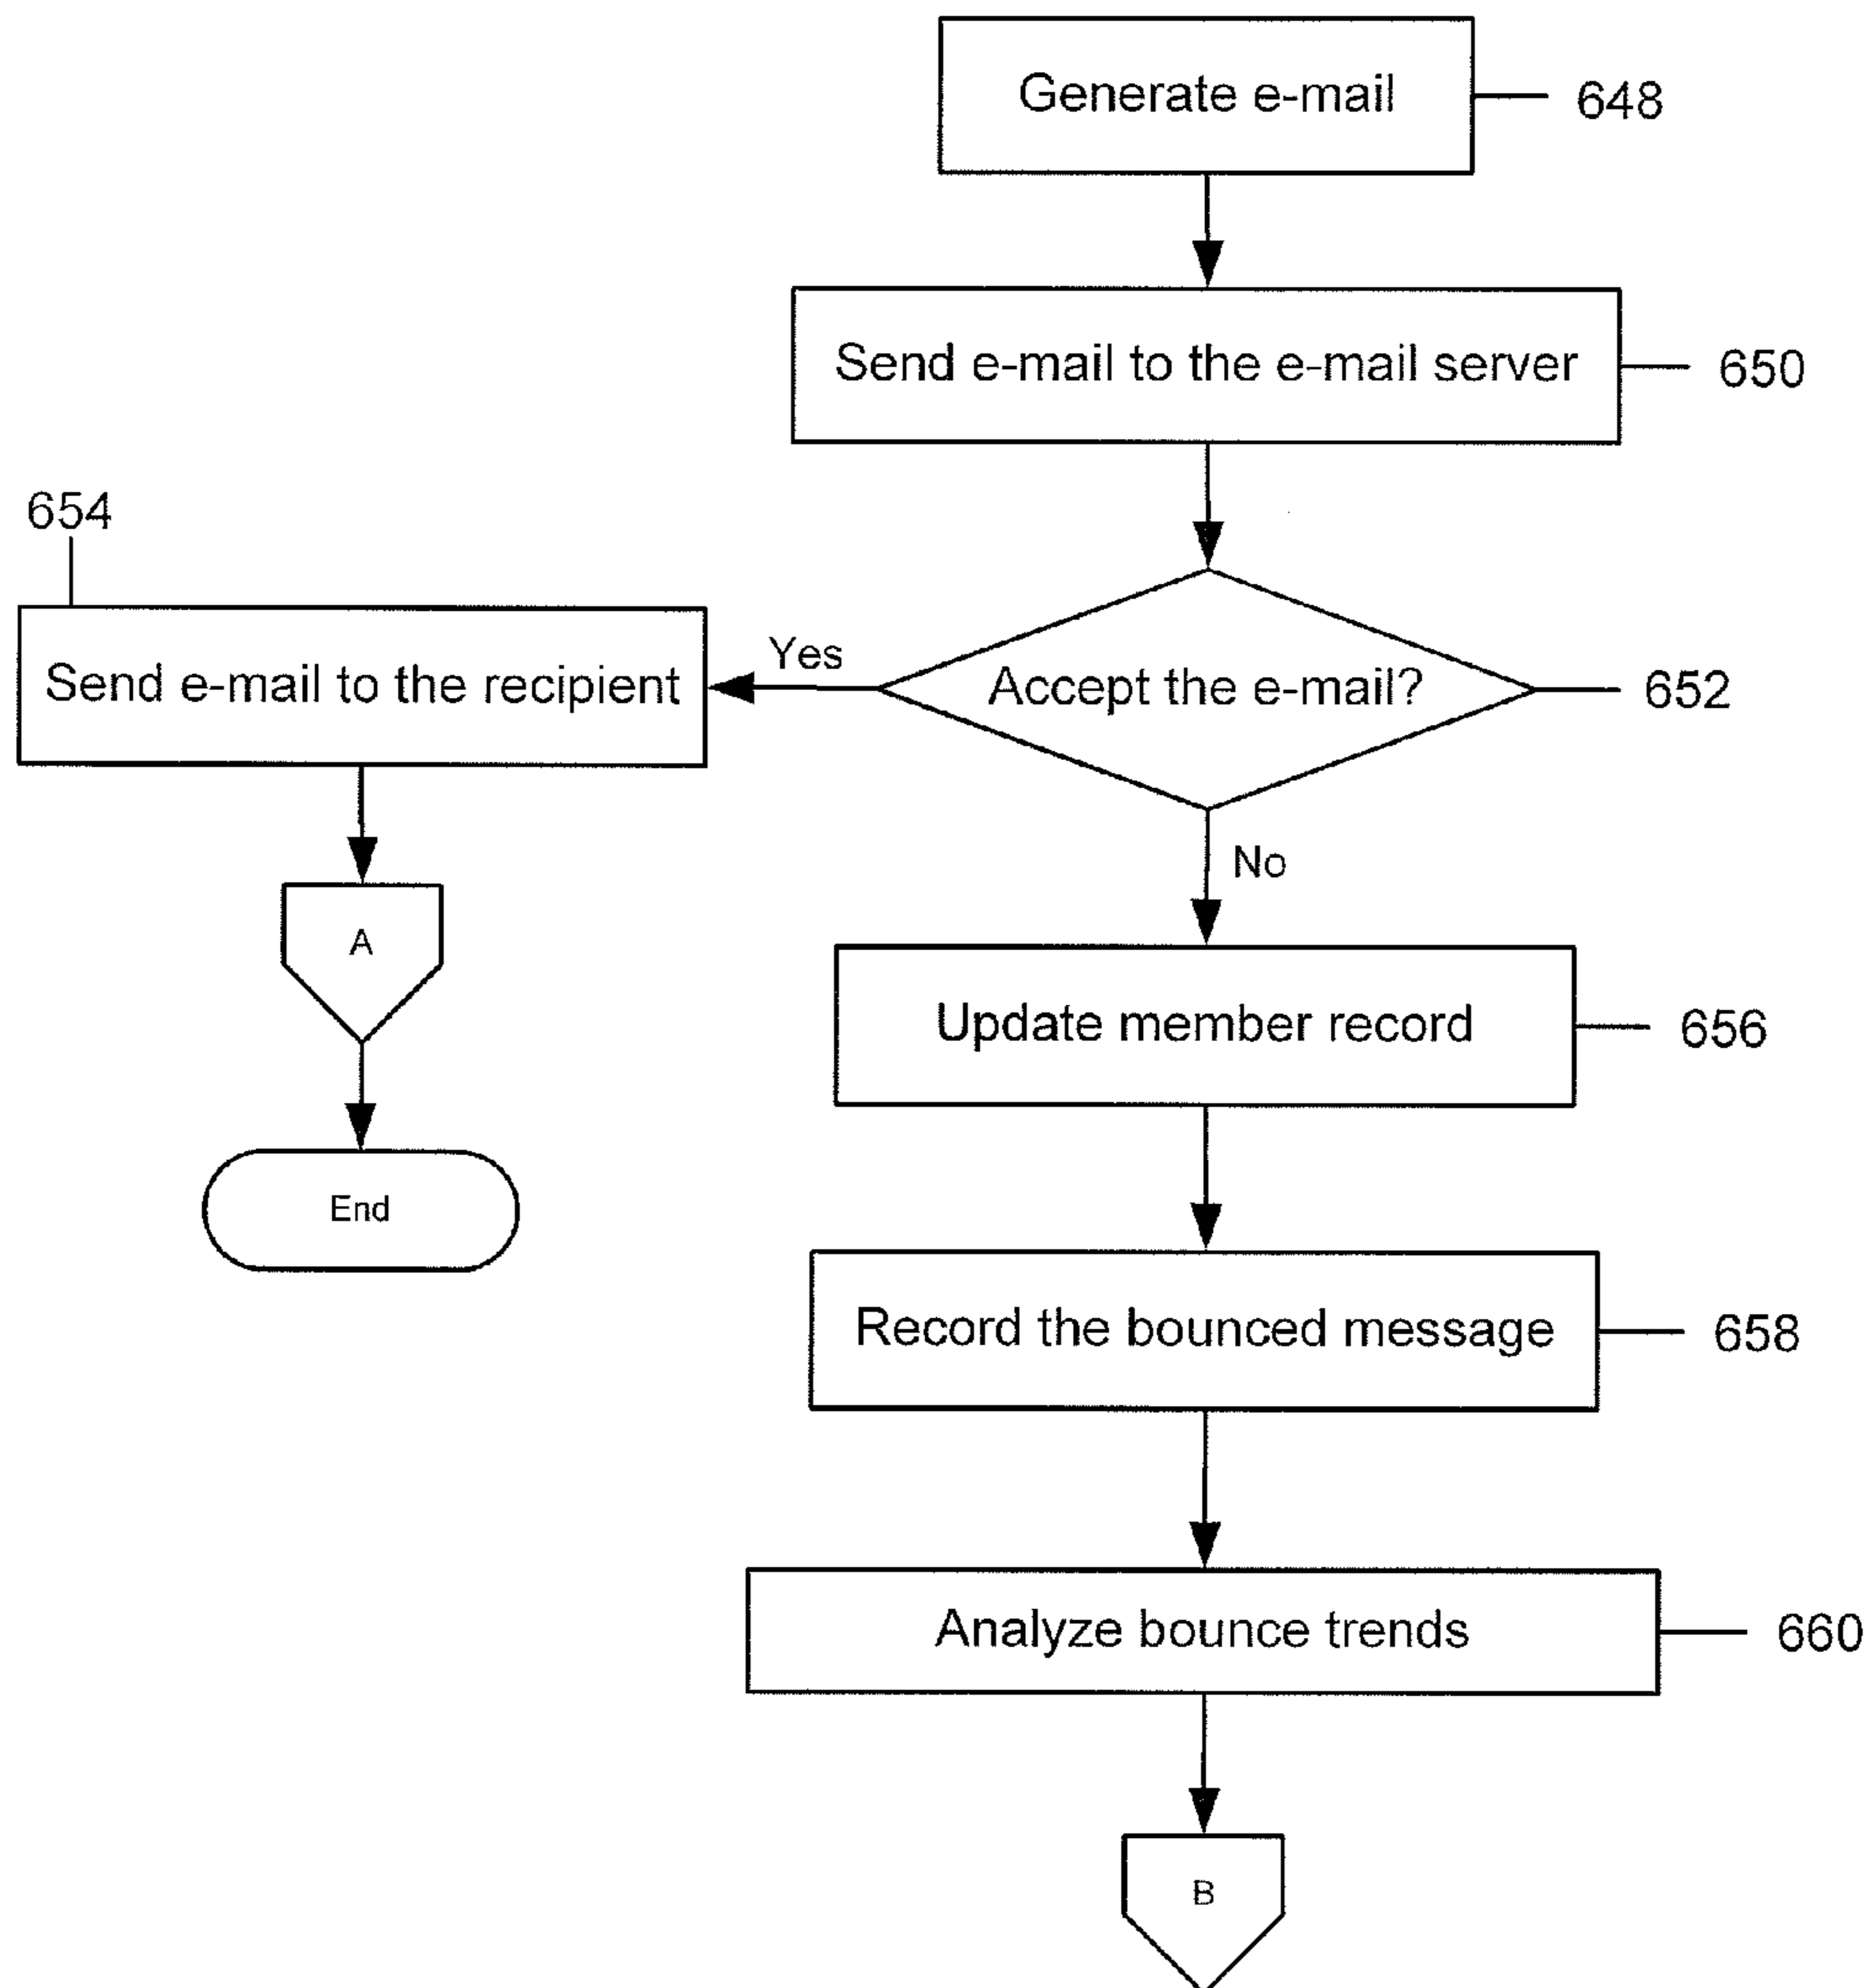 Generate e-mail
648
Send e-mail to the e-mail server
650
654
Send e-mail to the recipient
Yes
Accept the e-mail?
652
No
A
Update member record
656
End
Record the bounced message
658
Analyze bounce trends
660
B